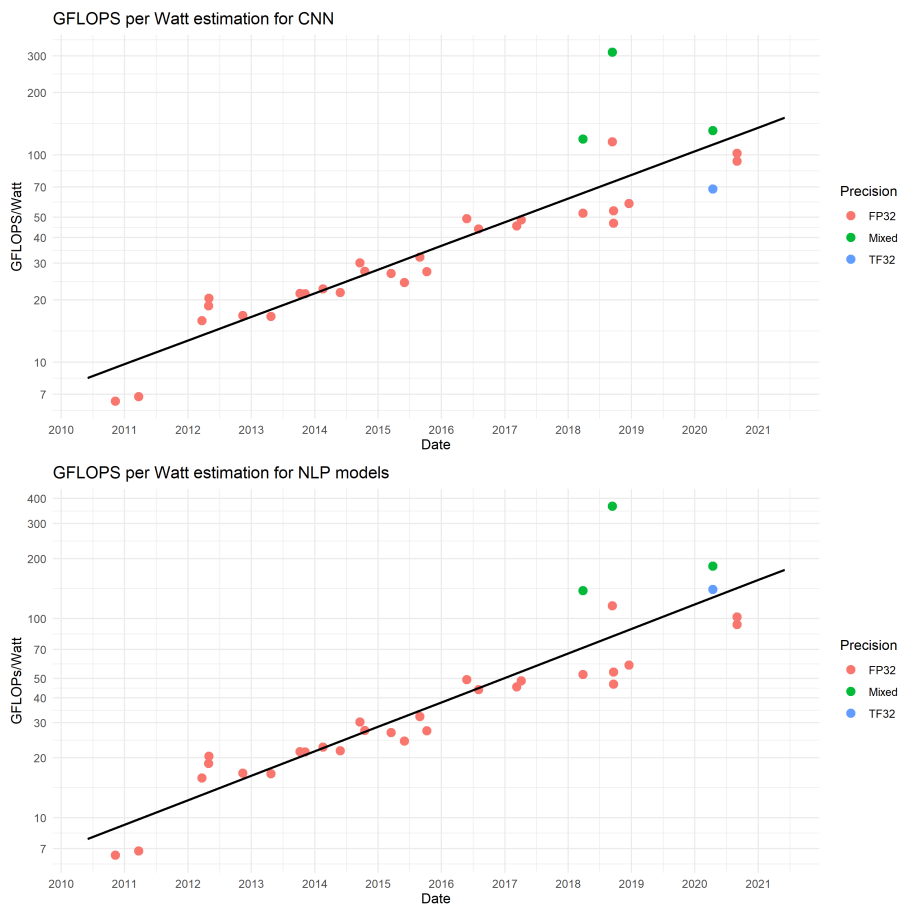 GFLOPS per Watt estimation for CNN
300
200
100
70
50
40
30
20
10
7
GFLOPS/Watt
2010 2011 2012 2013 2014 2015 2016 2017 2018 2019 2020 2021
Date
Precision
FP32
Mixed
TF32
GFLOPS per Watt estimation for NLP models
400
300
200
100
70
50
40
30
20
10
7
GFLOPs/Watt
2010 2011 2012 2013 2014 2015 2016 2017 2018 2019 2020 2021
Date
Precision
FP32
Mixed
TF32